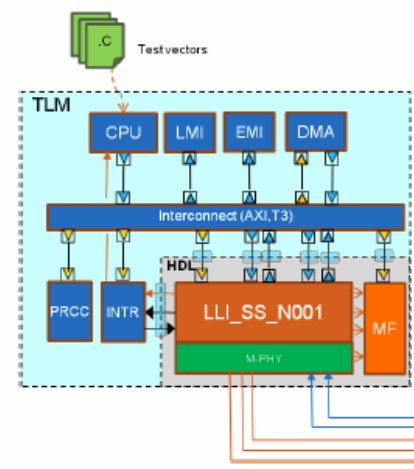 .C
Test vectors
TLM
CPU
LMI
EMI
DMA
Interconnect (AXI,T3)
HDL
PRCC
INTR
LLI_SS_N001
MF
M-PHY